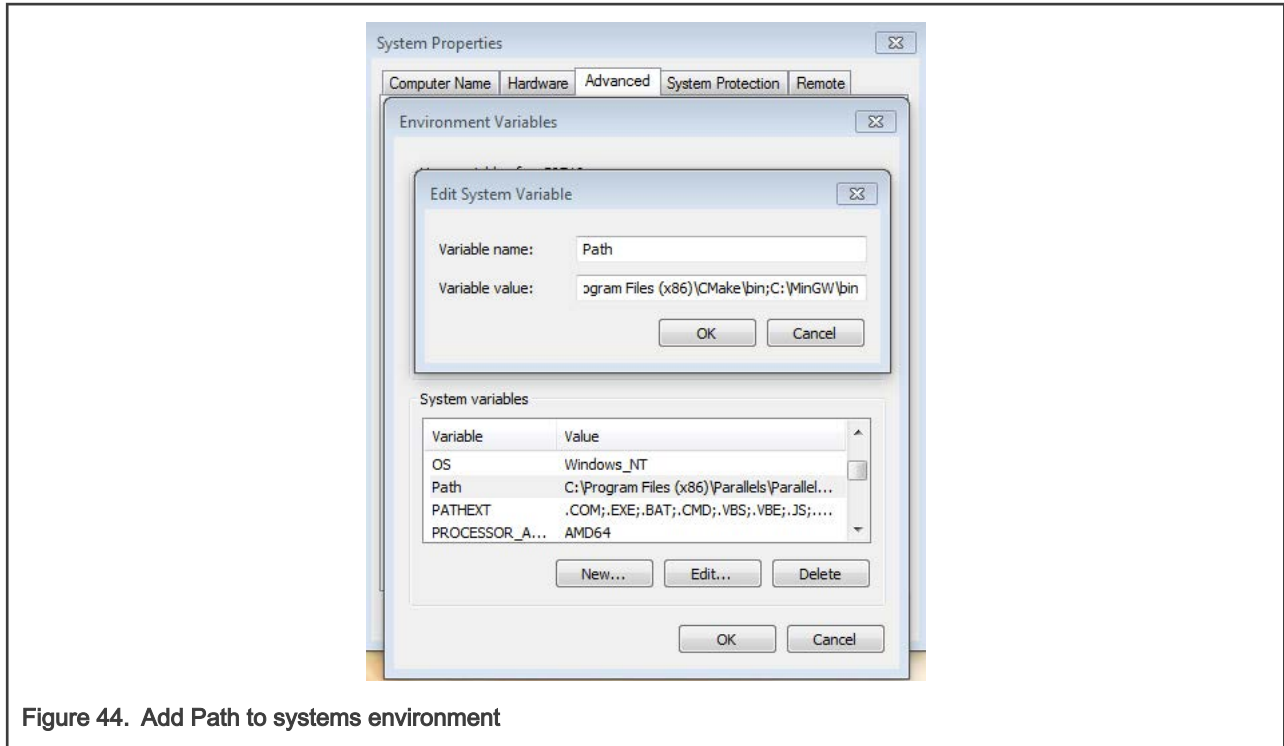 System Properties
Computer Name Hardware Advanced System Protection Remote
Environment Variables
Edit System Variable
Variable name: Path
Variable value: ogram Files (x86)\CMake\bin;C:\MinGW\bin
OK Cancel
System variables
Variable Value
OS Windows_NT
Path C:\Program Files (x86)\Parallels\Parallel...
PATHEXT .COM;.EXE;.BAT;.CMD;.VBS;.VBE;.JS;....
PROCESSOR_A... AMD64
New... Edit... Delete
OK Cancel
Figure 44. Add Path to systems environment